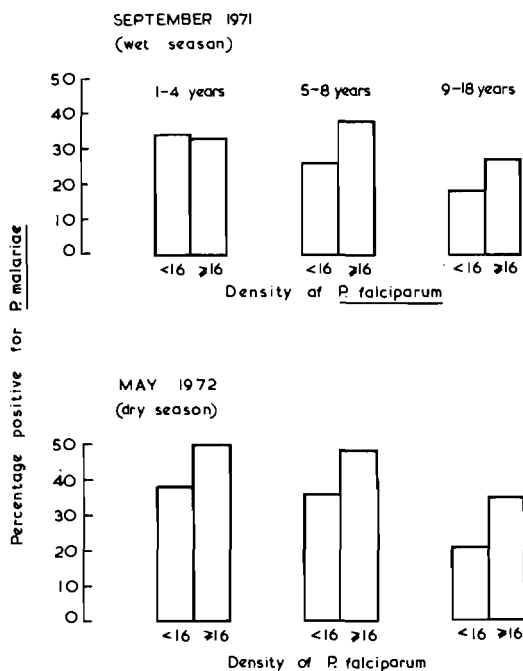 SEPTEMBER 1971
(wet seasan)
1-4 years 5-8 years 9-18 years
50
40
30
20
10
0
<16 ⩾16 <16 ⩾16 <16 ⩾16
Density af P. falciparum
Percentage positive for P. malariae
MAY 1972
(dry season)
50
40
30
20
10
0
<16 ⩾16 <16 ⩾16 <16 ⩾16
Density of P. falciparum